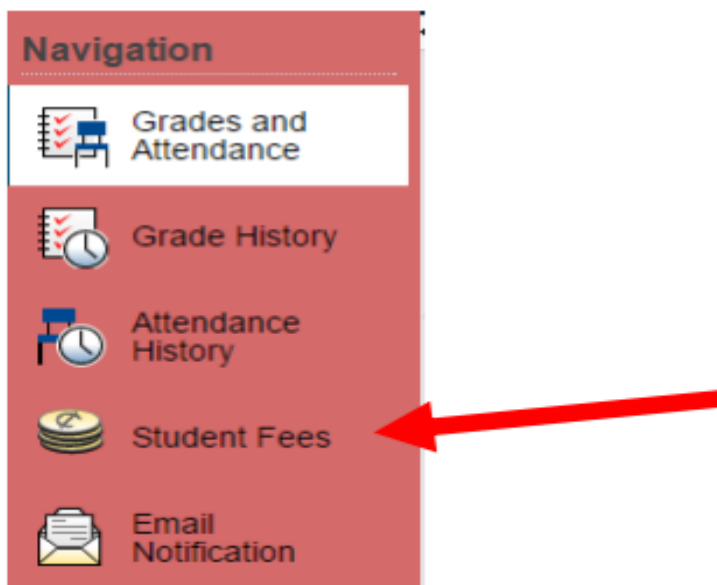 Navigation
Grades and
Attendance
Grade History
Attendance
History
Student Fees
Email
Notification